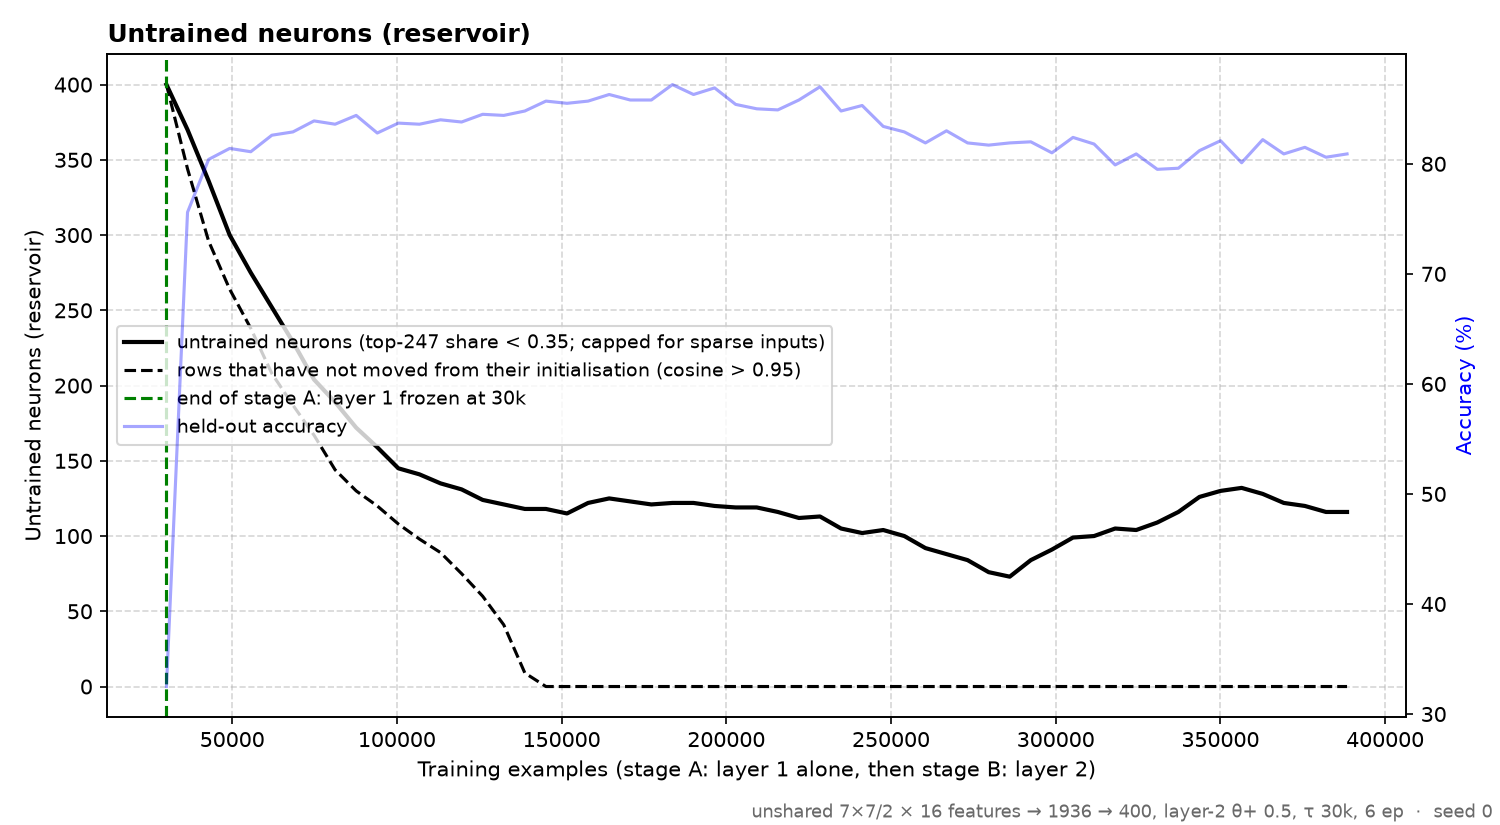 Untrained neurons (reservoir)
400
350
300
250
200
150
100
50
0
Untrained neurons (reservoir)
untrained neurons (top-247 share < 0.35; capped for sparse inputs)
rows that have not moved from their initialisation (cosine > 0.95)
end of stage A: layer 1 frozen at 30k
held-out accuracy
80
70
60
50
40
30
Accuracy (%)
50000 100000 150000 200000 250000 300000 350000 400000
Training examples (stage A: layer 1 alone, then stage B: layer 2)
unshared 7×7/2 × 16 features → 1936 → 400, layer-2 θ+ 0.5, τ 30k, 6 ep · seed 0